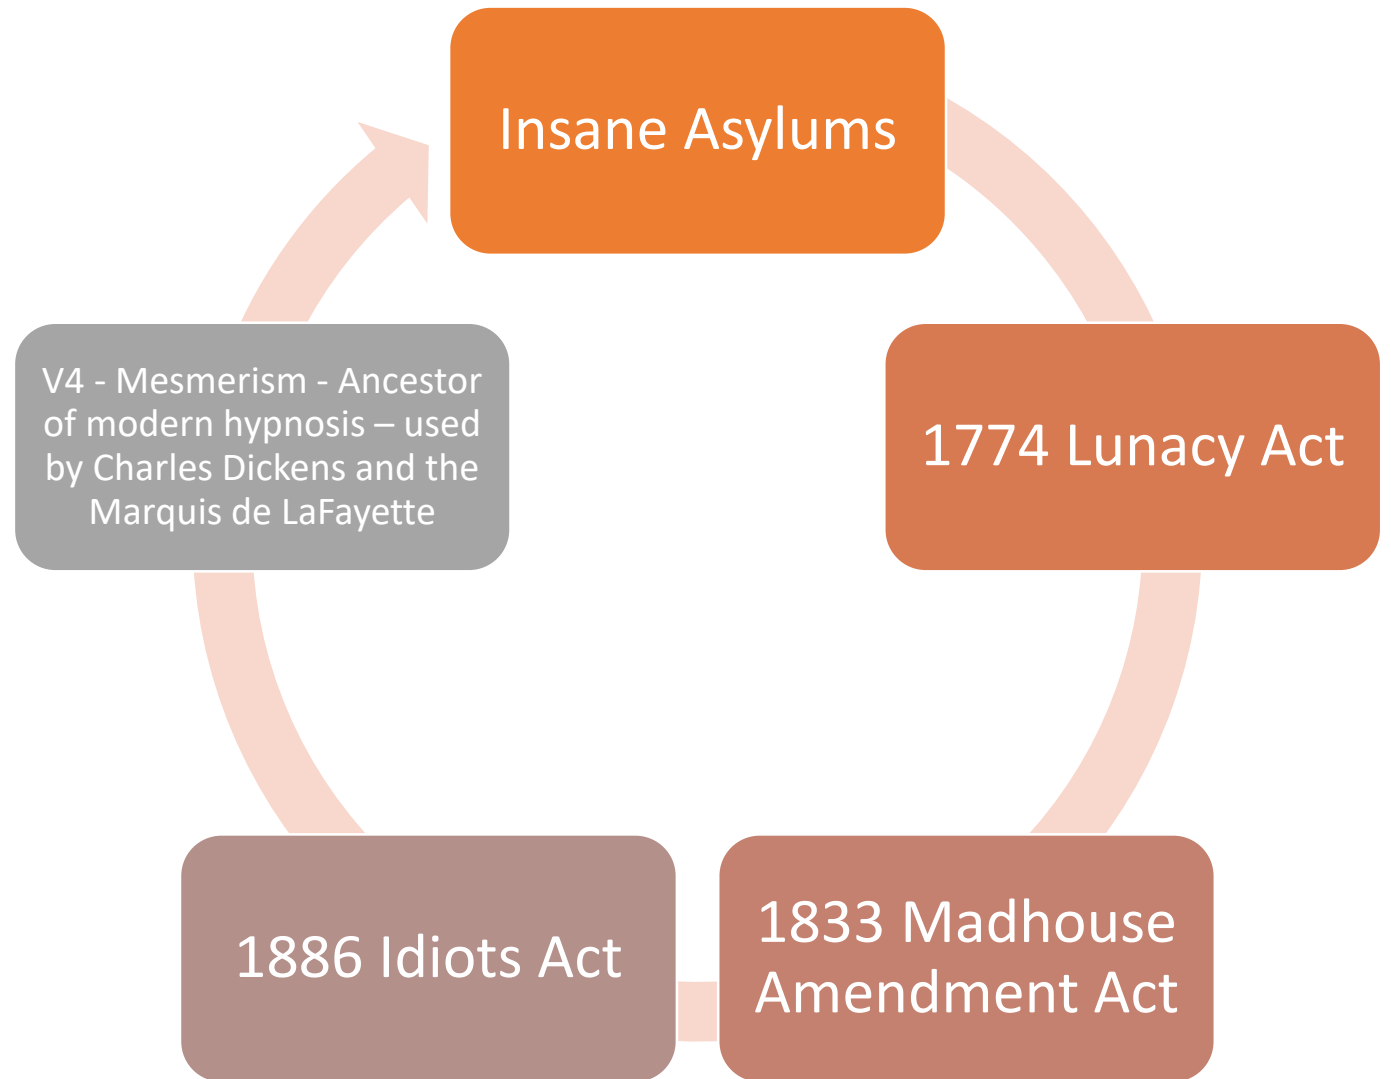 Insane Asylums
1774 Lunacy Act
1833 Madhouse
Amendment Act
1886 Idiots Act
V4 - Mesmerism - Ancestor
of modern hypnosis – used
by Charles Dickens and the
Marquis de LaFayette